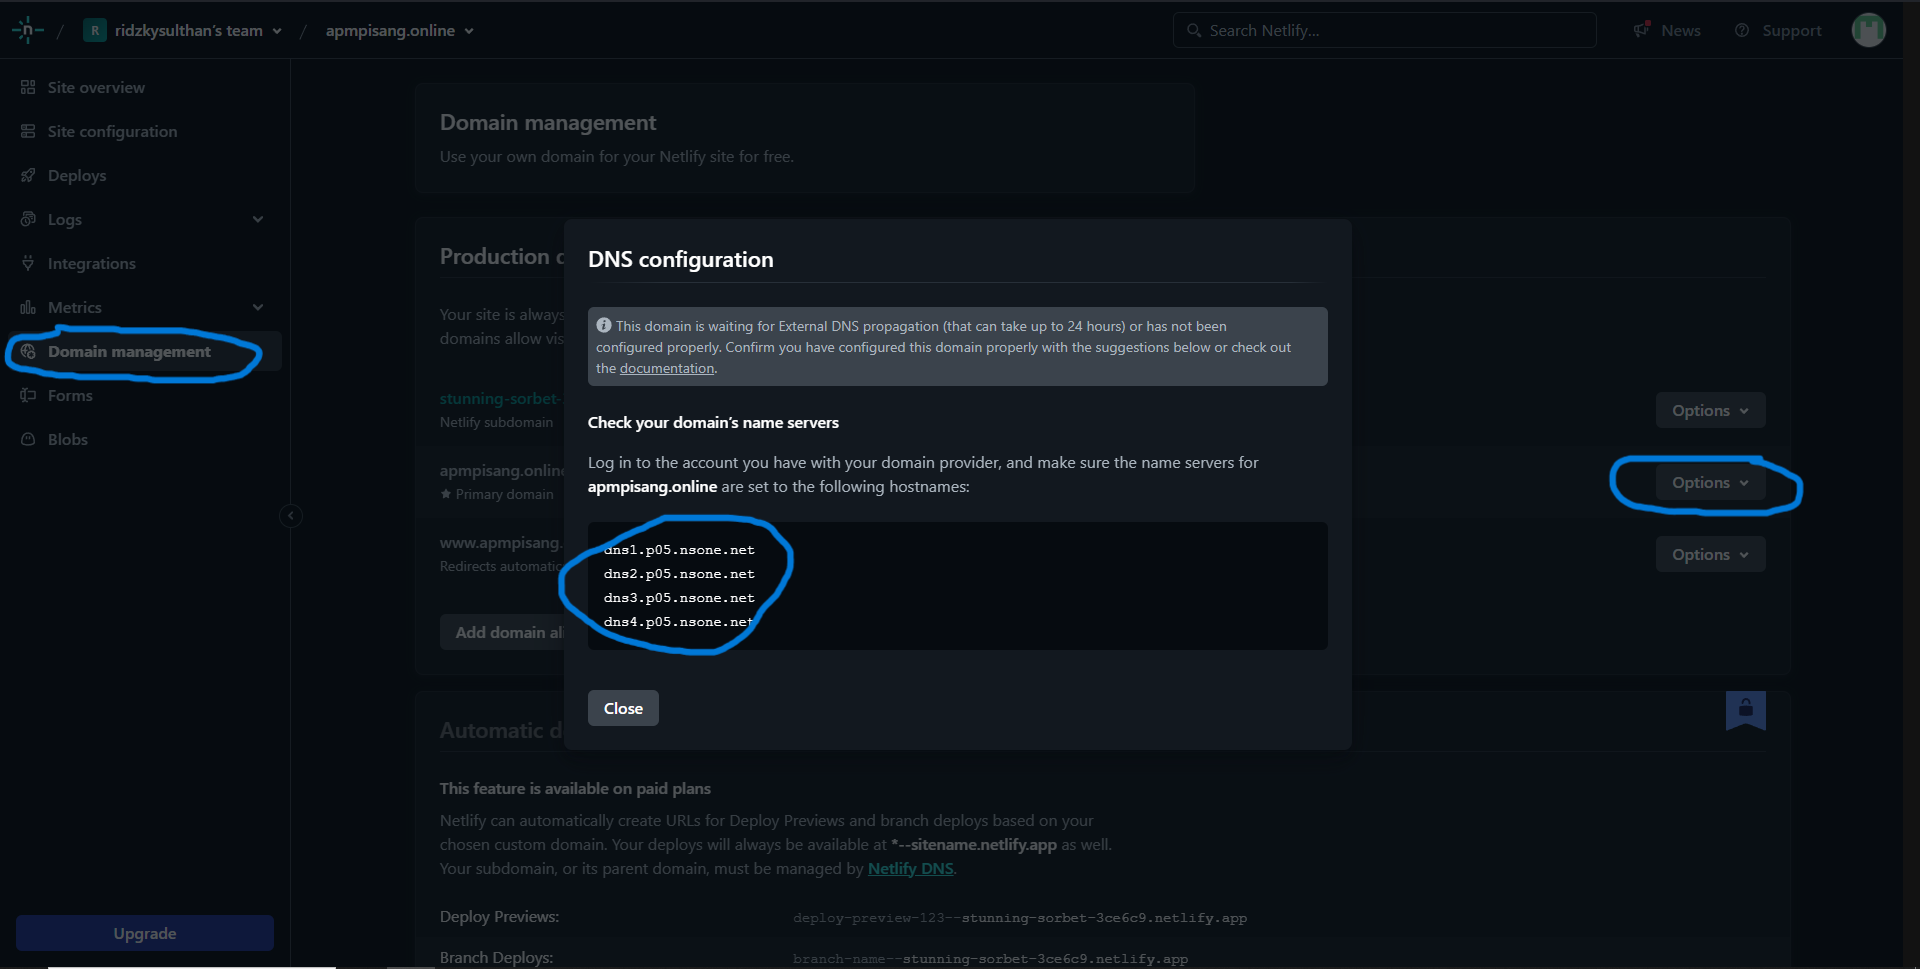 R ridzkysulthan's team
apmpisang.online
Search Netlify...
News
Support
Site overview
Site configuration
Deploys
Logs
Integrations
Metrics
Domain management
Forms
Blobs
Upgrade
Domain management
Use your own domain for your Netlify site for free.
Production
Your site is always
domains allow
stunning-sorbet-
Netlify subdomain
Options
apmpisang.online
Primary domain
Options
www.apmpisang.
Redirects
Options
Add domain
DNS configuration
This domain is waiting for External DNS propagation (that can take up to 24 hours) or has not been
configured properly. Confirm you have configured this domain properly with the suggestions below or check out
the documentation.
Check your domain's name servers
Log in to the account you have with your domain provider, and make sure the name servers for
apmpisang.online are set to the following hostnames:
dns1.p05.nsone.net
dns2.p05.nsone.net
dns3.p05.nsone.net
dns4.p05.nsone.net
Close
Automatic
This feature is available on paid plans
Netlify can automatically create URLs for Deploy Previews and branch deploys based on your
chosen custom domain. Your deploys will always be available at *--sitename.netlify.app as well.
Your subdomain, or its parent domain, must be managed by Netlify DNS.
Deploy Previews: deploy-preview-123--stunning-sorbet-3ce6c9.netlify.app
Branch Deploys: branch-name--stunning-sorbet-3ce6c9.netlify.app